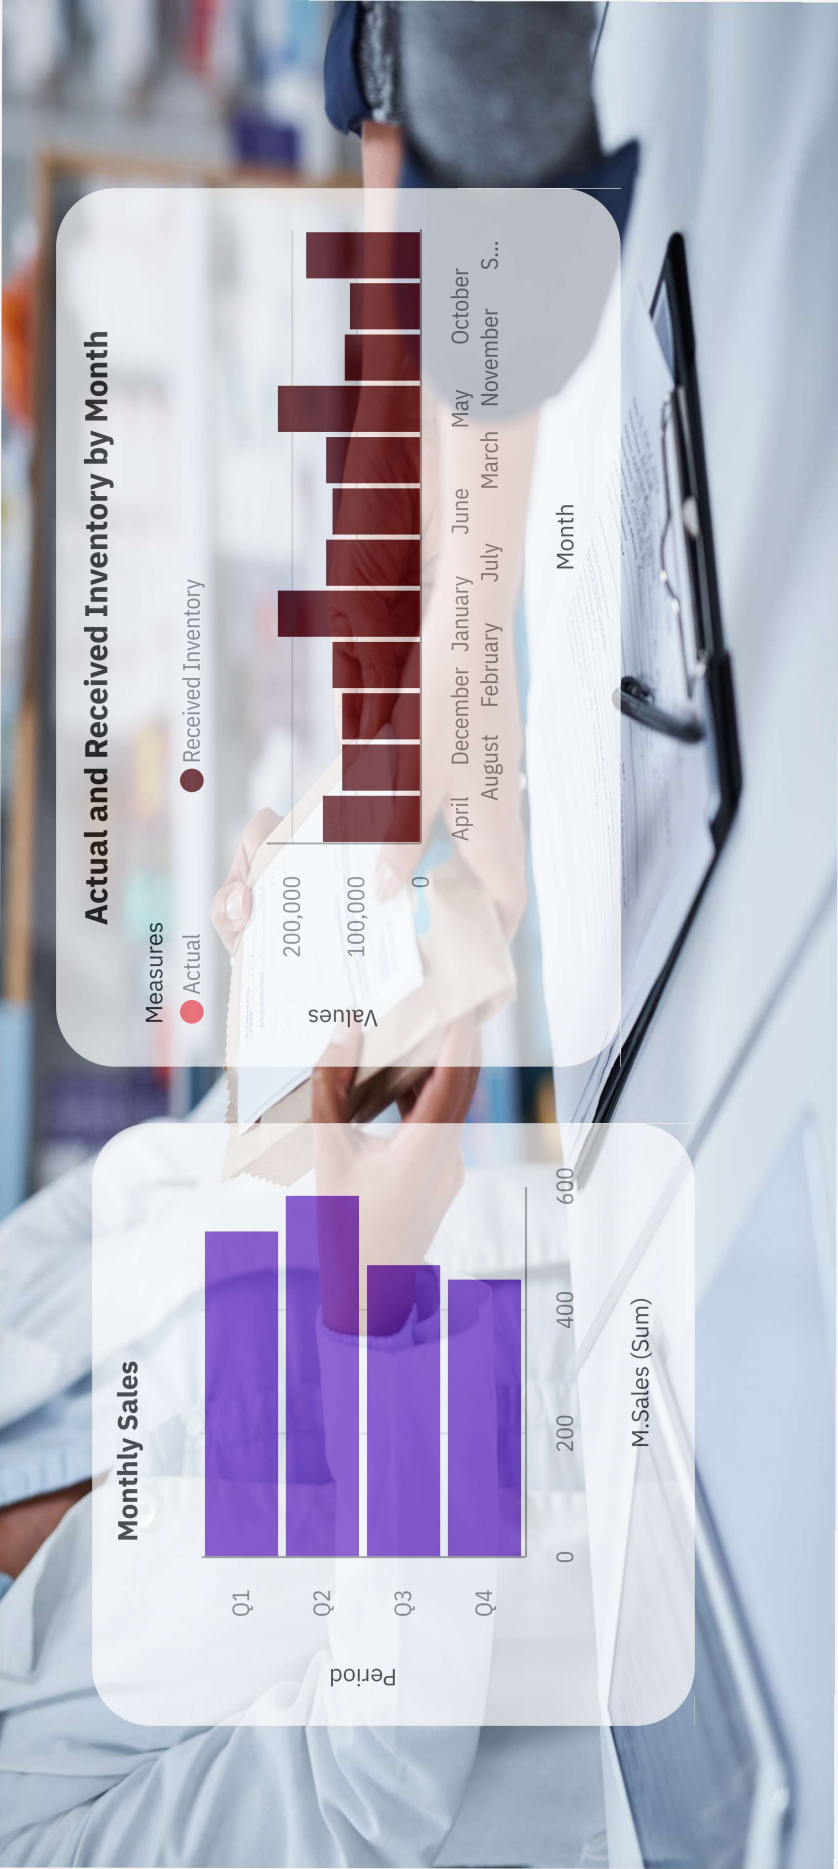 Monthly Sales
Period
Q1
Q2
Q3
Q4
0
200
400
600
M.Sales (Sum)
Actual and Received Inventory by Month
Measures
Actual
Received Inventory
Values
200,000
100,000
0
April
August
December
February
January
July
June
March
May
November
October
S...
Month